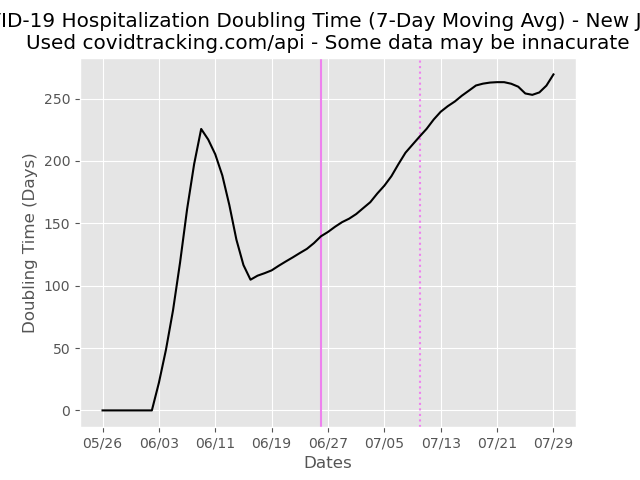 ID-19 Hospitalization Doubling Time (7-Day Moving Avg) - New J
Used covidtracking.com/api - Some data may be innacurate
Doubling Time (Days)
250
200
150
100
50
0
05/26 06/03 06/11 06/19 06/27 07/05 07/13 07/21 07/29
Dates